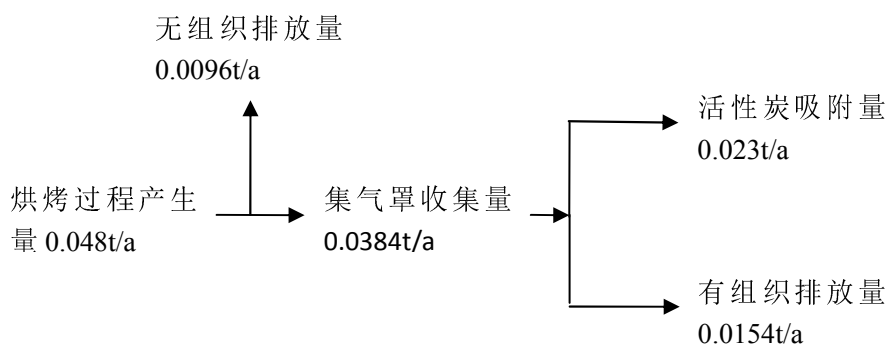 无组织排放量
0.0096t/a
烘烤过程产生
量 0.048t/a
集气罩收集量
0.0384t/a
活性炭吸附量
0.023t/a
有组织排放量
0.0154t/a